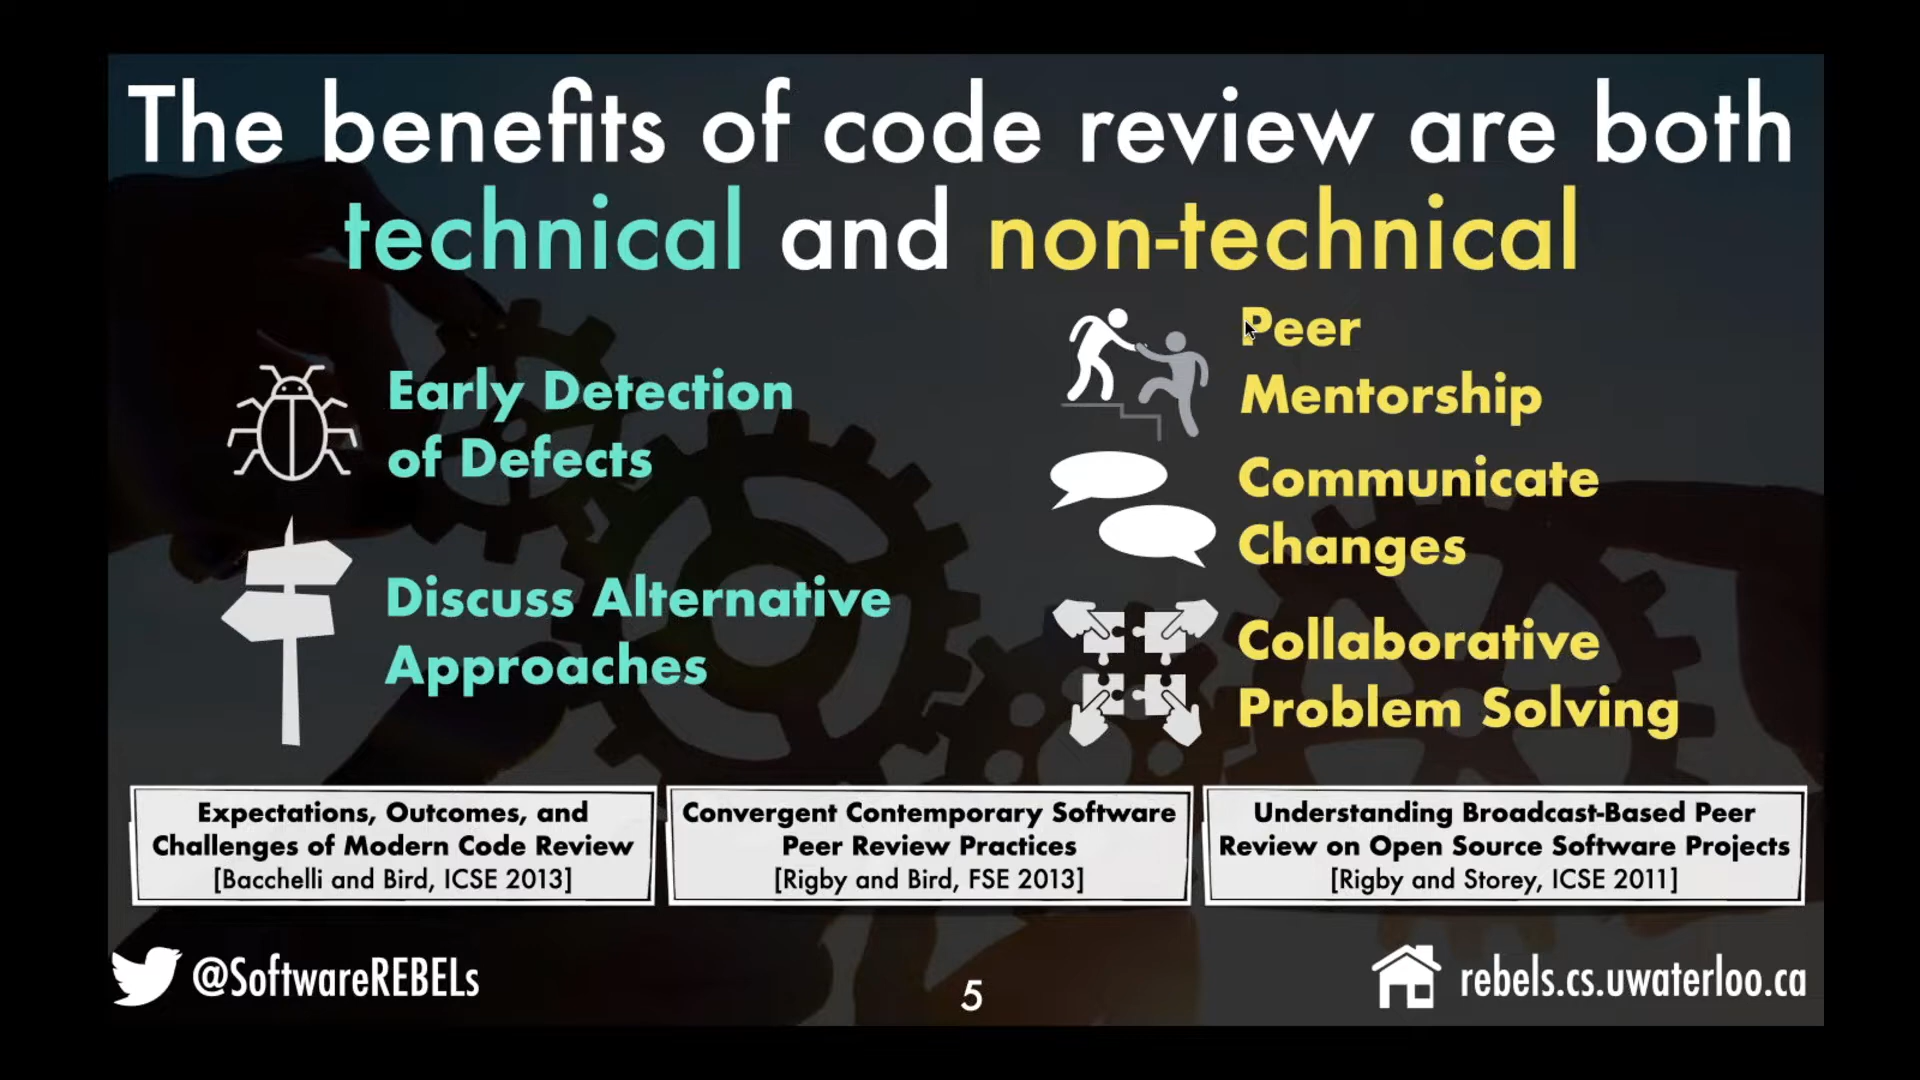 The benefits of code review are both
technical and non-technical
Early Detection
of Defects
Discuss Alternative
Approaches
Peer
Mentorship
Communicate
Changes
Collaborative
Problem Solving
Expectations, Outcomes, and
Challenges of Modern Code Review
[Bacchelli and Bird, ICSE 2013]
Convergent Contemporary Software
Peer Review Practices
[Rigby and Bird, FSE 2013]
Understanding Broadcast-Based Peer
Review on Open Source Software Projects
[Rigby and Storey, ICSE 2011]
@SoftwareREBELs
5
rebels.cs.uwaterloo.ca